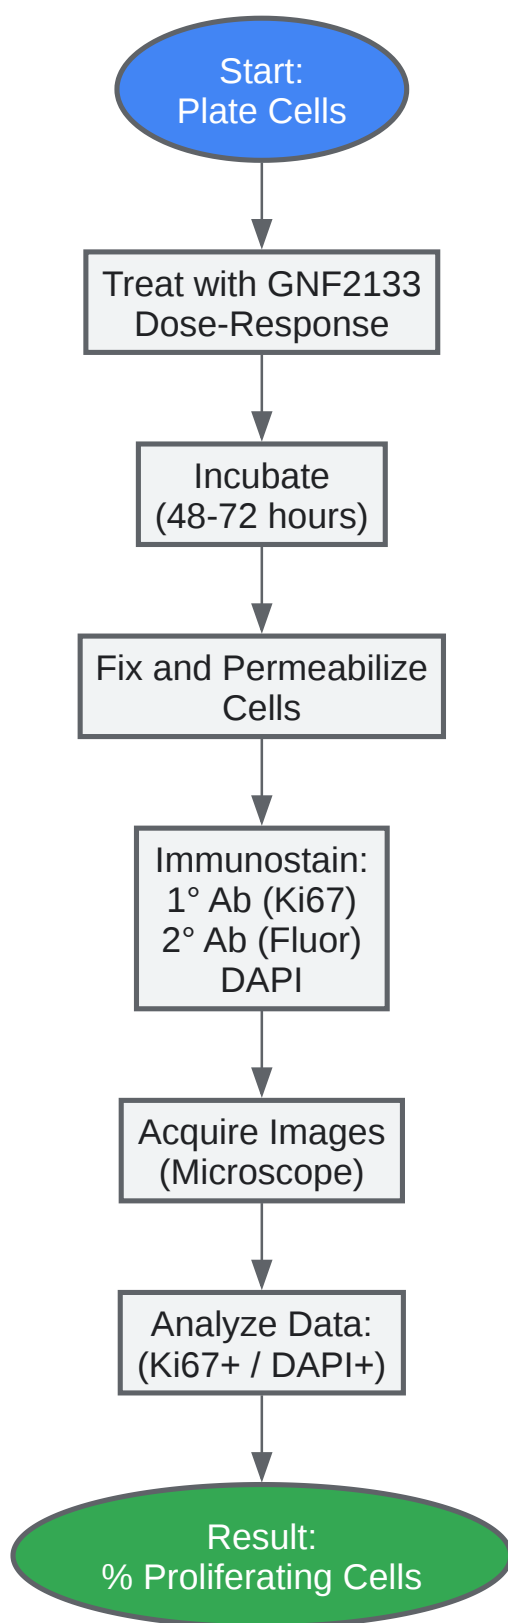 Start:
Plate Cells
Treat with GNF2133
Dose-Response
Incubate
(48-72 hours)
Fix and Permeabilize
Cells
Immunostain:
1° Ab (Ki67)
2° Ab (Fluor)
DAPI
Acquire Images
(Microscope)
Analyze Data:
(Ki67+ / DAPI+)
Result:
% Proliferating Cells